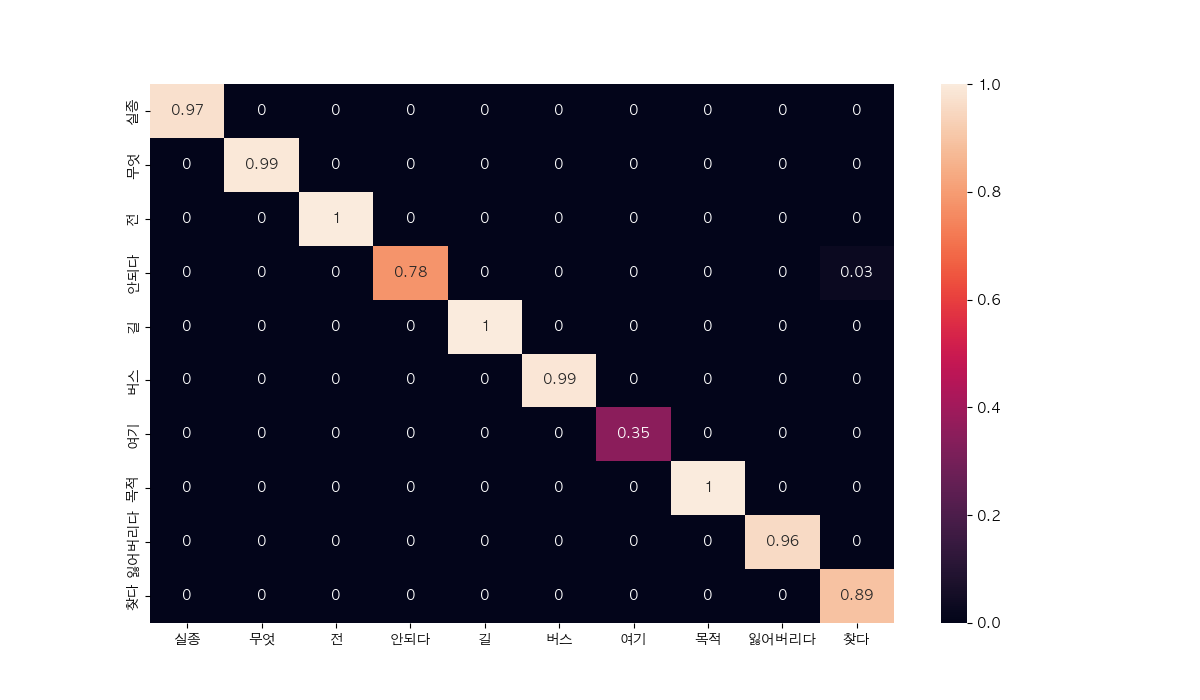 실종 0.97 0 0 0 0 0 0 0 0 0
무엇 0 0.99 0 0 0 0 0 0 0 0
전 0 0 1 0 0 0 0 0 0 0
안되다 0 0 0 0.78 0 0 0 0 0 0.03
길 0 0 0 0 1 0 0 0 0 0
버스 0 0 0 0 0 0.99 0 0 0 0
여기 0 0 0 0 0 0 0.35 0 0 0
목적 0 0 0 0 0 0 0 1 0 0
잃어버리다 0 0 0 0 0 0 0 0 0.96 0
찾다 0 0 0 0 0 0 0 0 0 0.89
실종 무엇 전 안되다 길 버스 여기 목적 잃어버리다 찾다
1.0
0.8
0.6
0.4
0.2
0.0